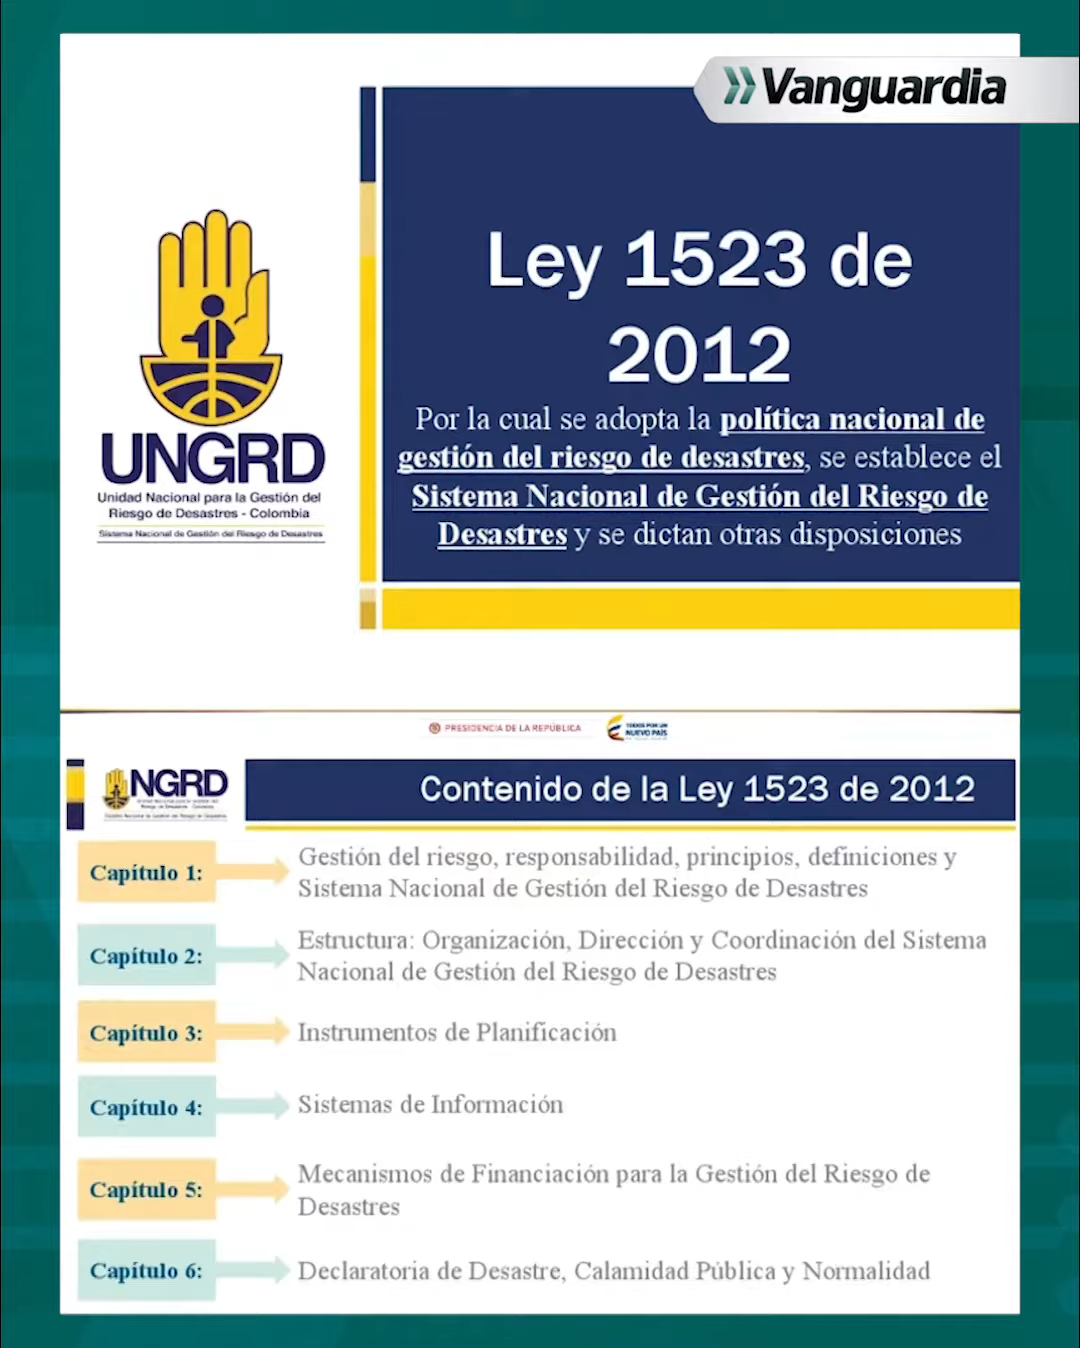 Vanguardia
Ley 1523 de
2012
Por la cual se adopta la política nacional de
gestión del riesgo de desastres, se establece el
Sistema Nacional de Gestión del Riesgo de
Desastres y se dictan otras disposiciones
UNGRD
Unidad Nacional para la Gestión del
Riesgo de Desastres - Colombia
Sistema Nacional de Gestión del Riesgo de Desastres
PRESIDENCIA DE LA REPÚBLICA
TODOS POR UN
NUEVO PAÍS
NGRD
Contenido de la Ley 1523 de 2012
Capítulo 1:
Gestión del riesgo, responsabilidad, principios, definiciones y
Sistema Nacional de Gestión del Riesgo de Desastres
Capítulo 2:
Estructura: Organización, Dirección y Coordinación del Sistema
Nacional de Gestión del Riesgo de Desastres
Capítulo 3:
Instrumentos de Planificación
Capítulo 4:
Sistemas de Información
Capítulo 5:
Mecanismos de Financiación para la Gestión del Riesgo de
Desastres
Capítulo 6:
Declaratoria de Desastre, Calamidad Pública y Normalidad